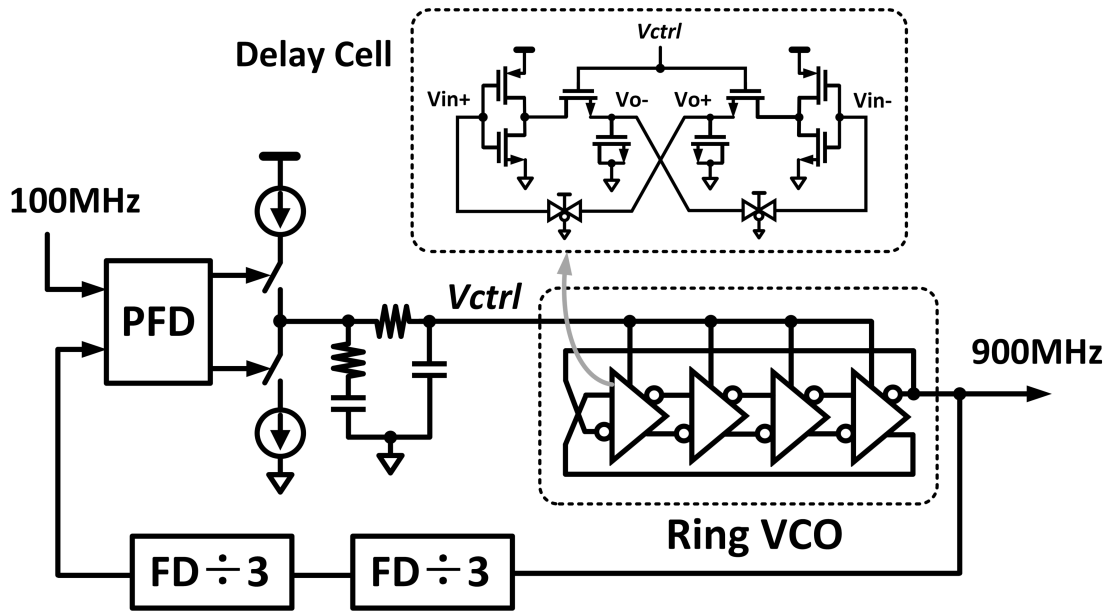 Delay Cell
Vctrl
Vin+
Vo-
Vo+
Vin-
100MHz
PFD
Vctrl
900MHz
Ring VCO
FD÷3
FD÷3